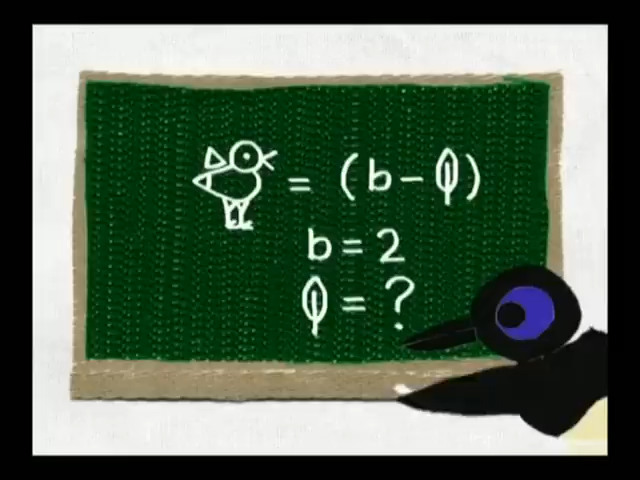 = (b - )
b = 2
= ?